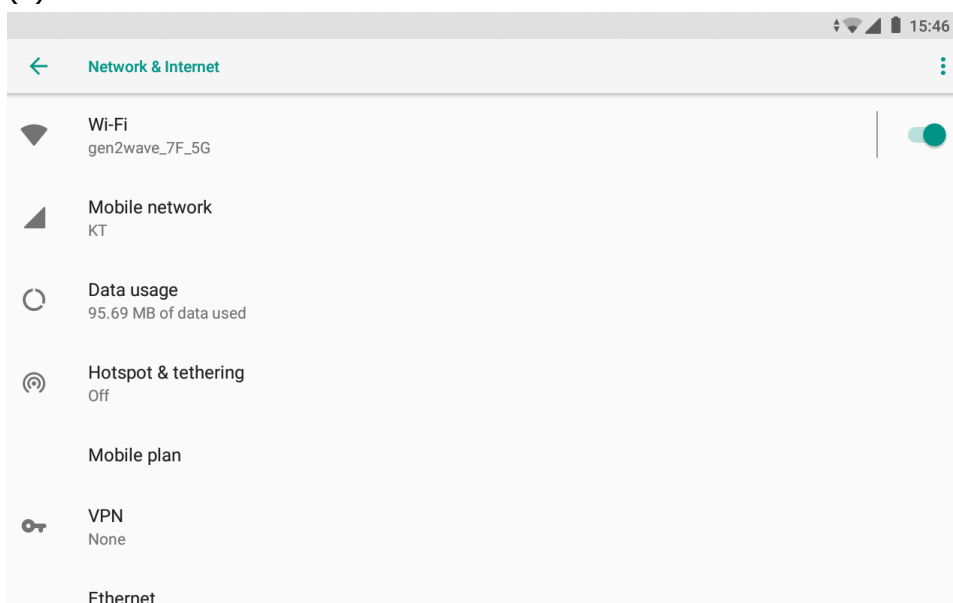 15:46
Network & Internet
Wi-Fi
gen2wave_7F_5G
Mobile network
KT
Data usage
95.69 MB of data used
Hotspot & tethering
Off
Mobile plan
VPN
None
Ethernet